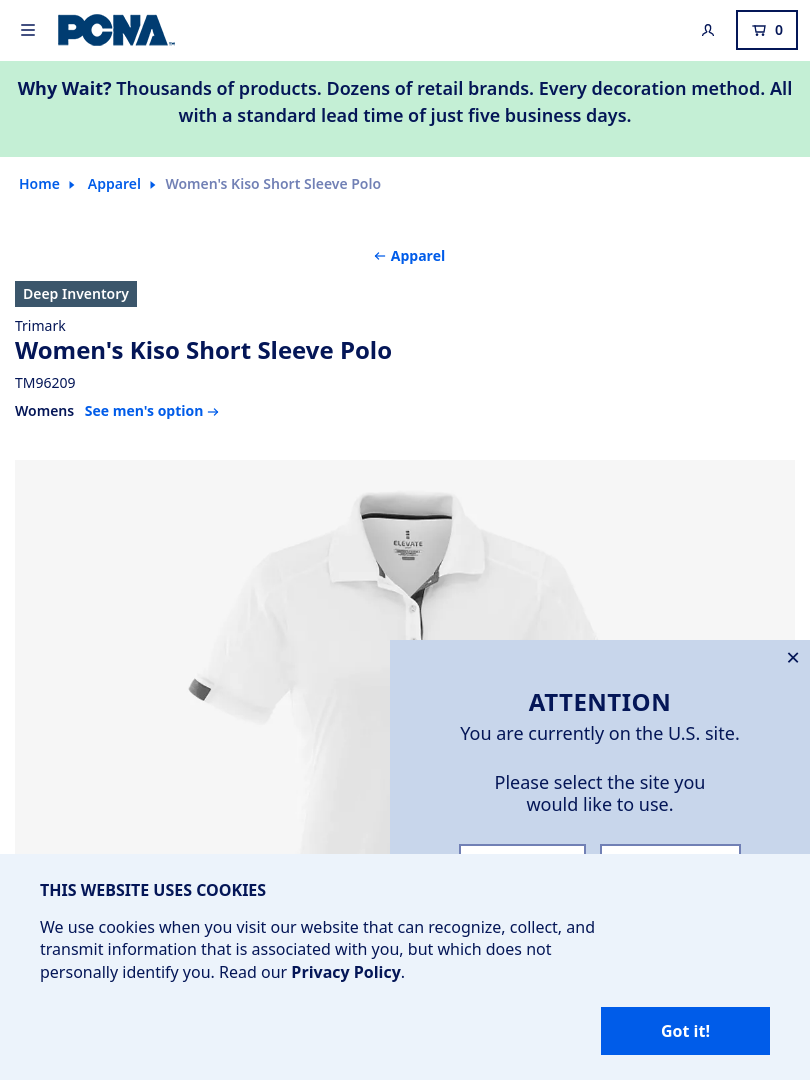 PCNA
0
Why Wait? Thousands of products. Dozens of retail brands. Every decoration method. All
with a standard lead time of just five business days.
Home
Apparel
Women's Kiso Short Sleeve Polo
← Apparel
Deep Inventory
Trimark
Women's Kiso Short Sleeve Polo
TM96209
Womens See men's option →
ELEVATE
ATTENTION
You are currently on the U.S. site.
Please select the site you
would like to use.
THIS WEBSITE USES COOKIES
We use cookies when you visit our website that can recognize, collect, and
transmit information that is associated with you, but which does not
personally identify you. Read our Privacy Policy.
Got it!